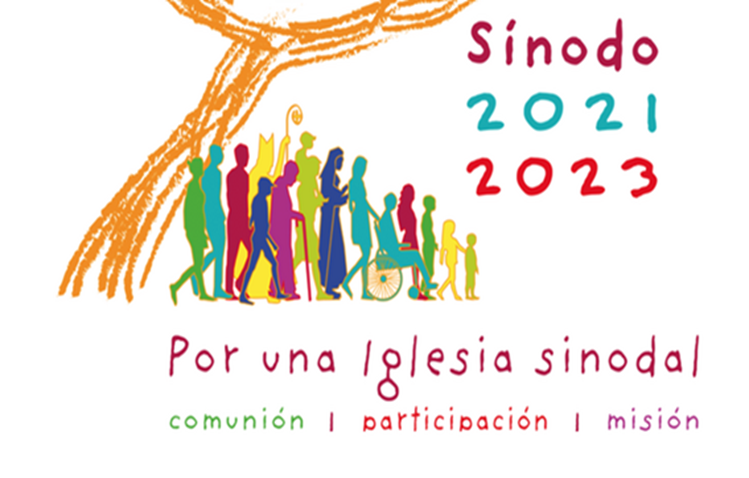 Sínodo
2021
2023
Por una Iglesia sinodal
comunión | participación | misión